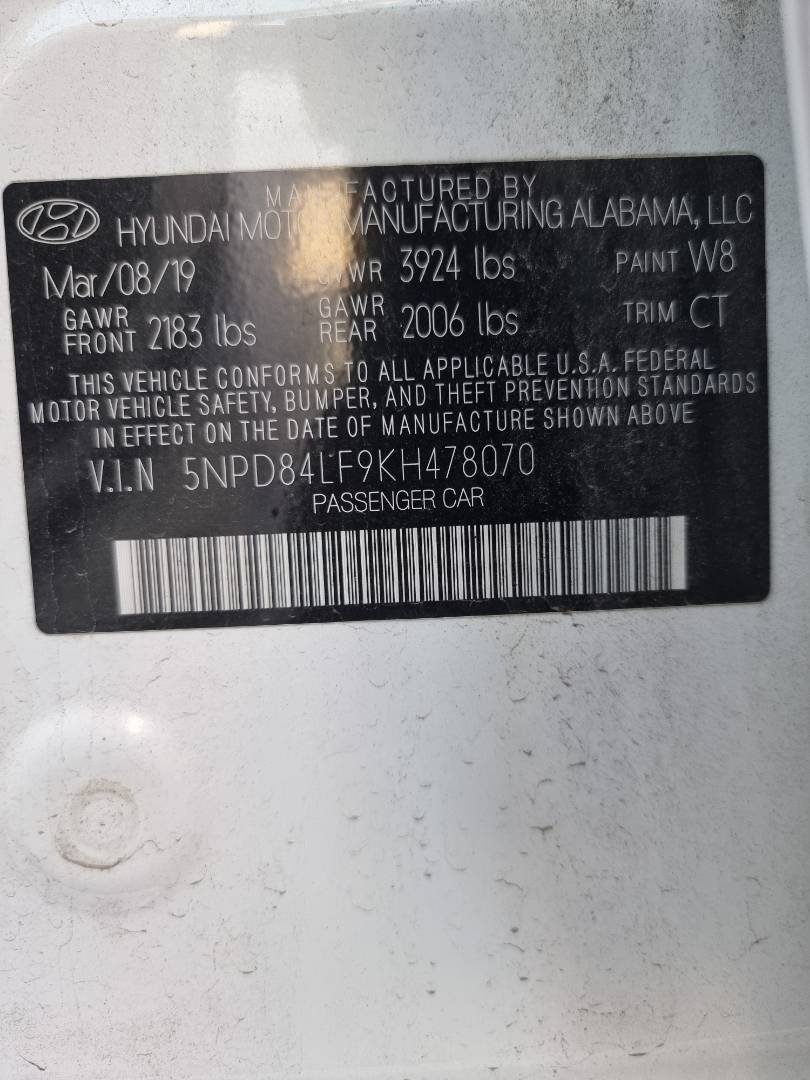 MANUFACTURED BY
HYUNDAI MOTOR MANUFACTURING ALABAMA, LLC
Mar/08/19 GVWR 3924 lbs PAINT W8
GAWR FRONT 2183 lbs GAWR REAR 2006 lbs TRIM CT
THIS VEHICLE CONFORMS TO ALL APPLICABLE U.S.A. FEDERAL
MOTOR VEHICLE SAFETY, BUMPER, AND THEFT PREVENTION STANDARDS
IN EFFECT ON THE DATE OF MANUFACTURE SHOWN ABOVE
V.I.N 5NPD84LF9KH478070
PASSENGER CAR